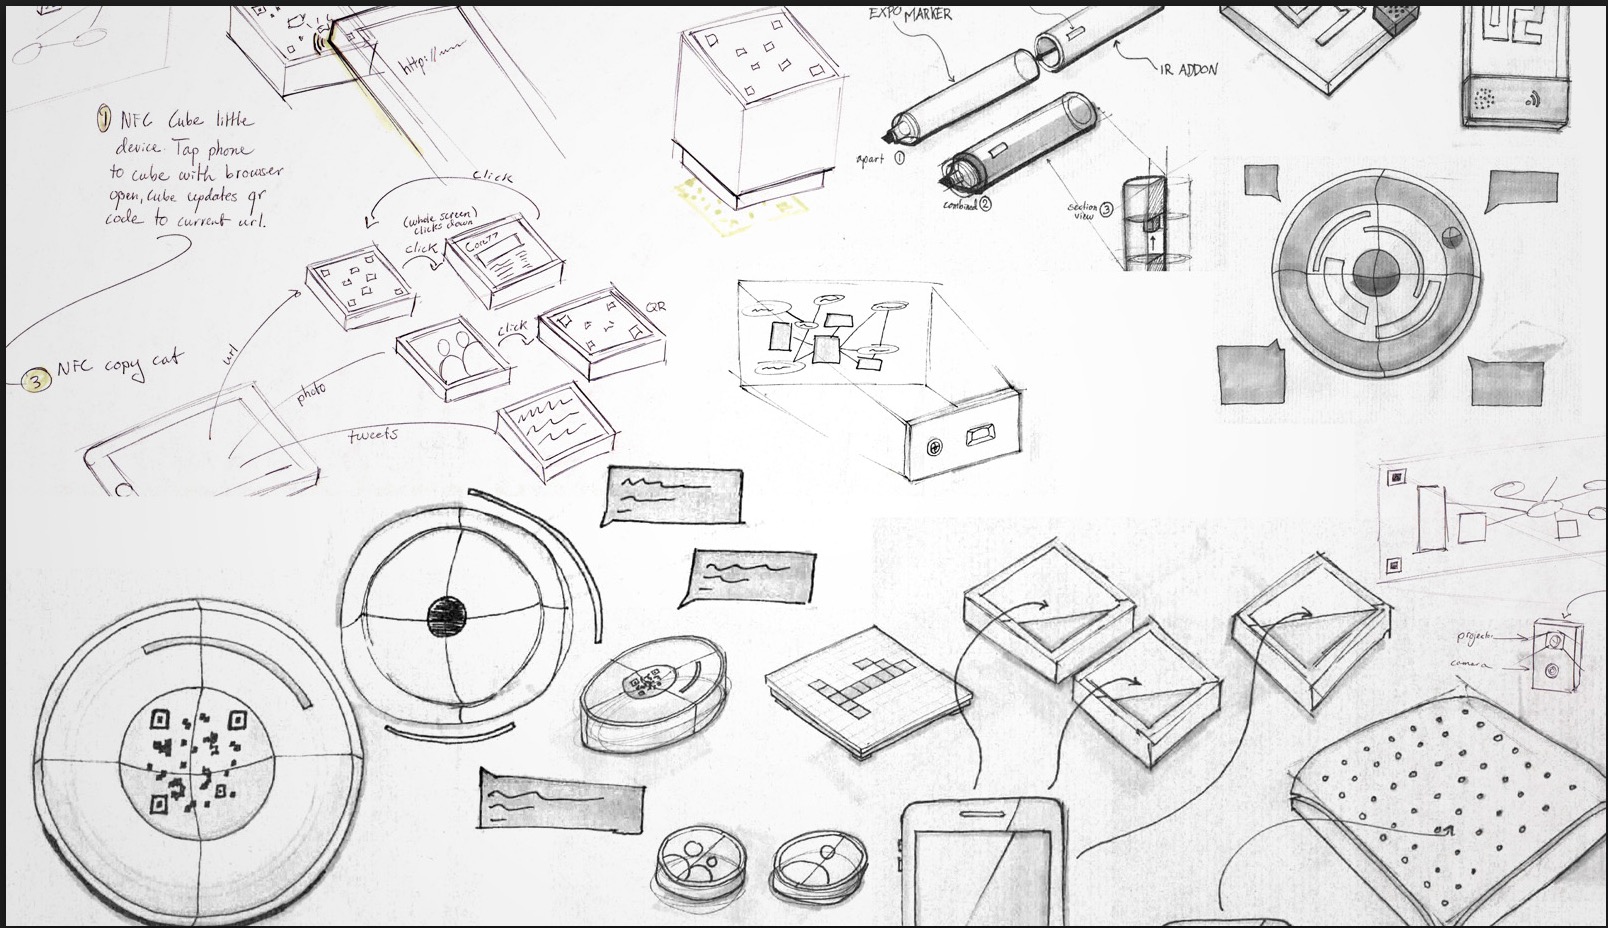 EXPO MARKER
IR ADDON
http://
apart 1
combined 2
section
view 3
1 NFC Cube little
device. Tap phone
to cube with browser
open, cube updates qr
code to current url.
click
(whole screen)
clicks down
click
Core77
QR
click
3 NFC copy cat
url
photo
tweets
projector
camera